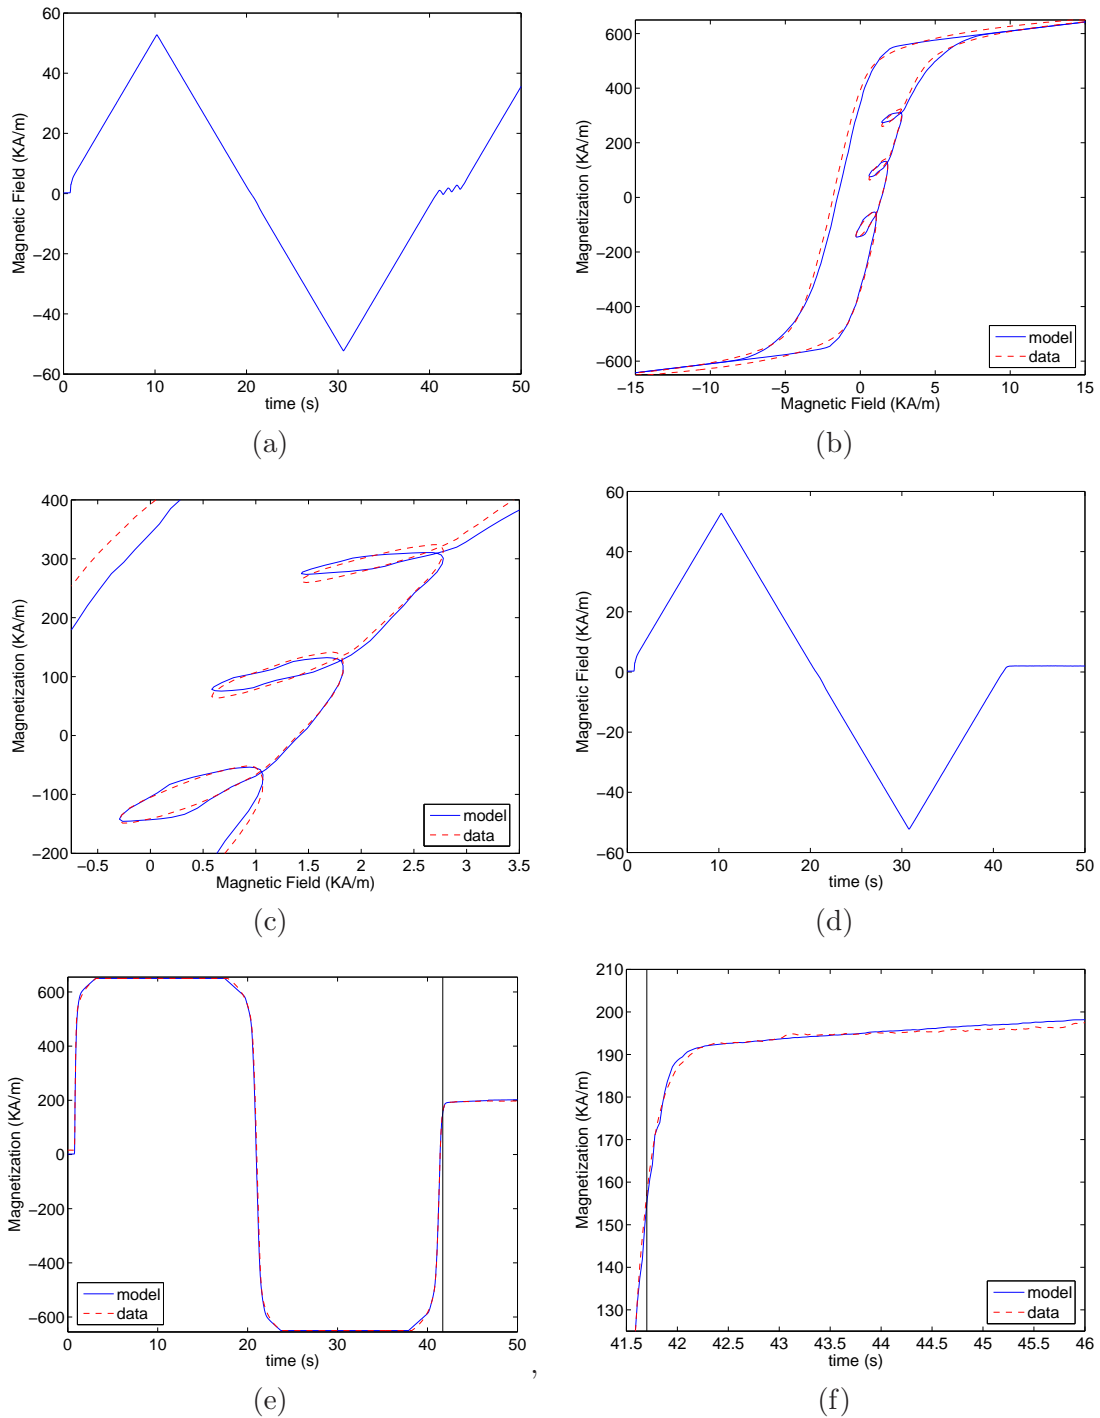 60
40
20
0
−20
−40
−60
0 10 20 30 40 50
Magnetic Field (KA/m)
time (s)
(a)
600
400
200
0
−200
−400
−600
−15 −10 −5 0 5 10 15
Magnetization (KA/m)
Magnetic Field (KA/m)
model
data
(b)
400
300
200
100
0
−100
−200
−0.5 0 0.5 1 1.5 2 2.5 3 3.5
Magnetization (KA/m)
Magnetic Field (KA/m)
model
data
(c)
60
40
20
0
−20
−40
−60
0 10 20 30 40 50
Magnetic Field (KA/m)
time (s)
(d)
600
400
200
0
−200
−400
−600
0 10 20 30 40 50
Magnetization (KA/m)
time (s)
model
data
,
(e)
210
200
190
180
170
160
150
140
130
41.5 42 42.5 43 43.5 44 44.5 45 45.5 46
Magnetization (KA/m)
time (s)
model
data
(f)